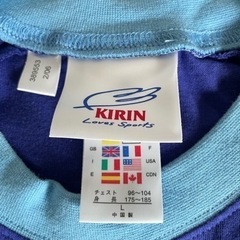 389553 2/06
KIRIN
Loves Sports
GB F
I USA
E CDN
チェスト 96〜104
身 長 175〜185
L
中国製